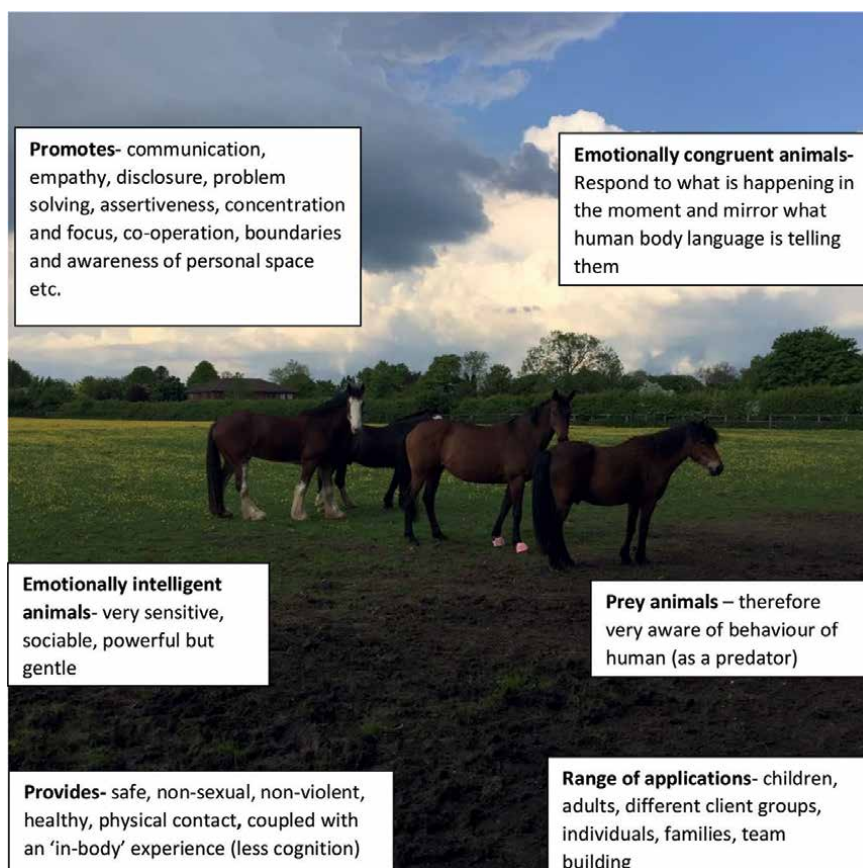 Promotes- communication,
empathy, disclosure, problem
solving, assertiveness, concentration
and focus, co-operation, boundaries
and awareness of personal space
etc.
Emotionally congruent animals-
Respond to what is happening in
the moment and mirror what
human body language is telling
them
Emotionally intelligent
animals- very sensitive,
sociable, powerful but
gentle
Prey animals – therefore
very aware of behaviour of
human (as a predator)
Provides- safe, non-sexual, non-violent,
healthy, physical contact, coupled with
an ‘in-body’ experience (less cognition)
Range of applications- children,
adults, different client groups,
individuals, families, team
building